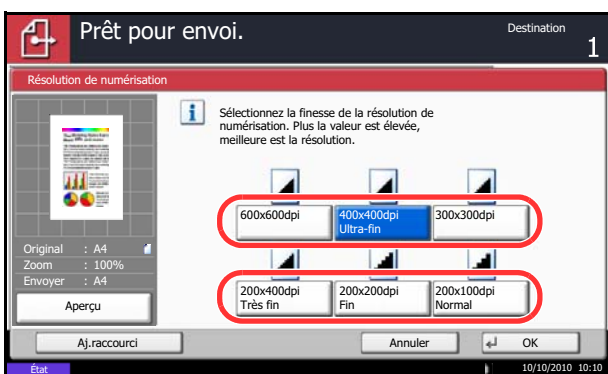 Prêt pour envoi.
Destination
1
Résolution de numérisation
Sélectionnez la finesse de la résolution de
numérisation. Plus la valeur est élevée,
meilleure est la résolution.
600x600dpi
400x400dpi
Ultra-fin
300x300dpi
200x400dpi
Très fin
200x200dpi
Fin
200x100dpi
Normal
Original : A4
Zoom : 100%
Envoyer : A4
Aperçu
Aj.raccourci
Annuler
OK
État
10/10/2010 10:10